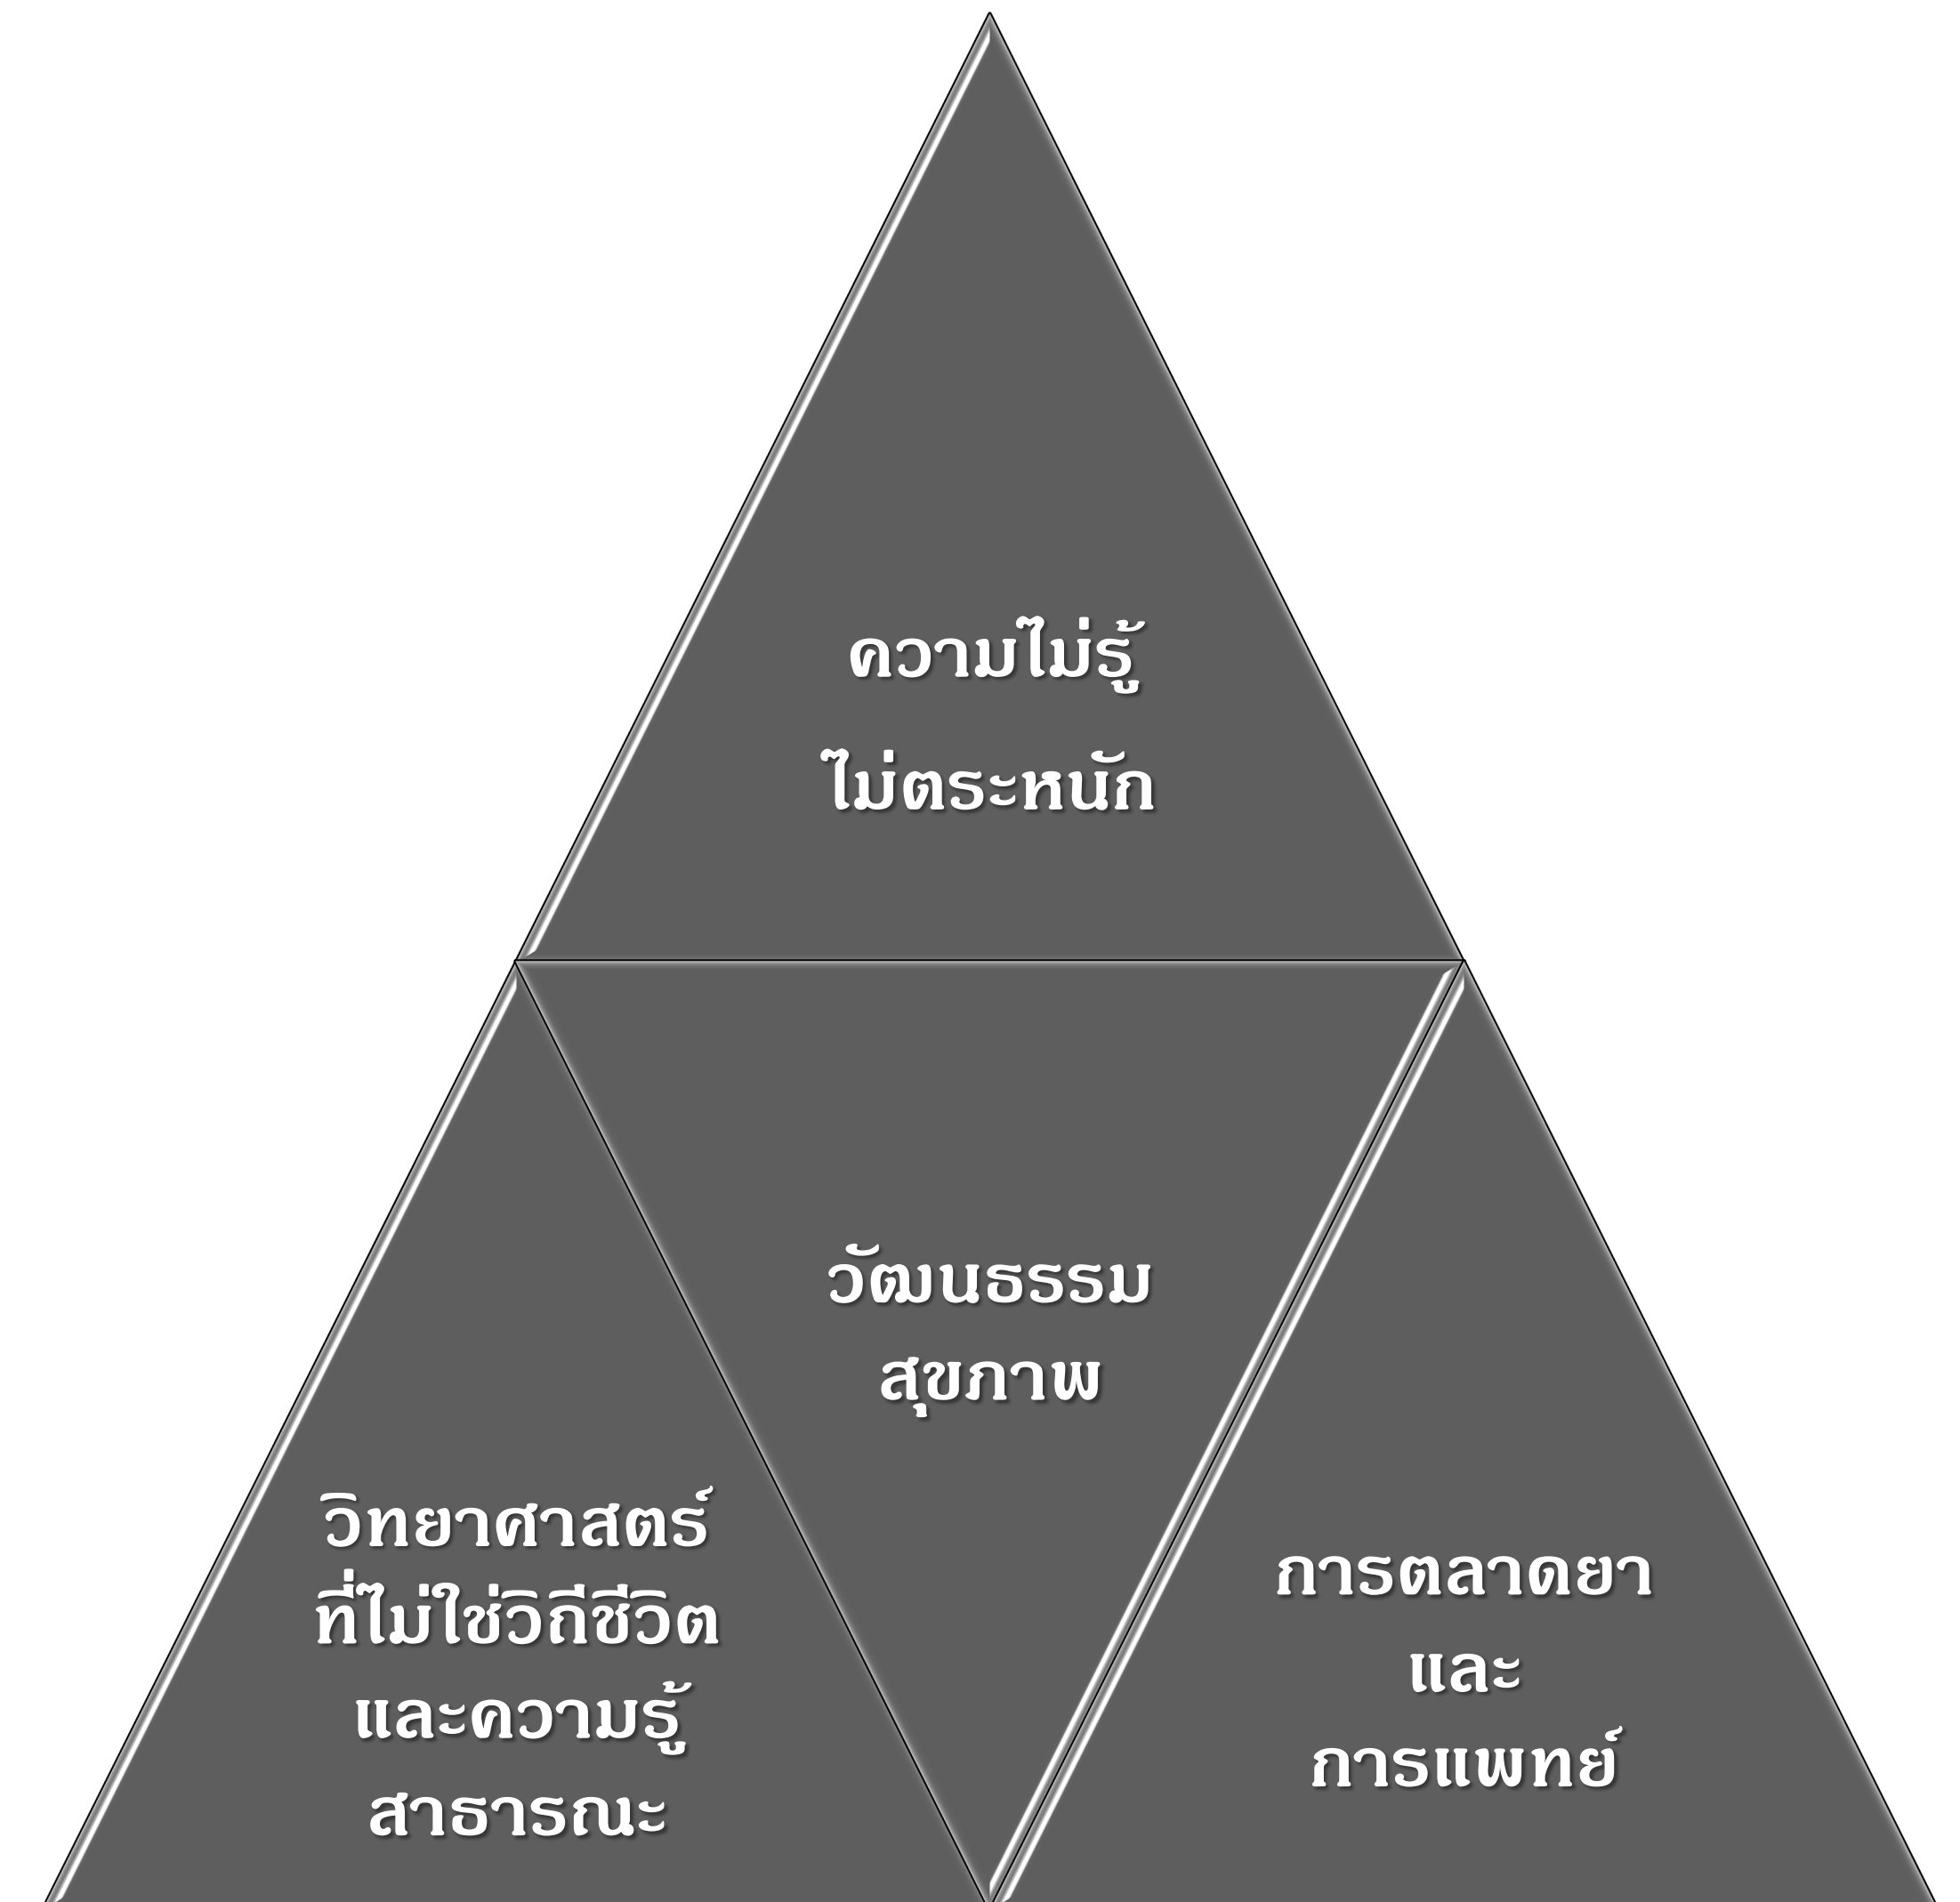 ความไม่รู้
ไม่ตระหนัก
วัฒนธรรม
สุขภาพ
วิทยาศาสตร์
ที่ไม่ใช่วิถีชีวิต
และความรู้
สาธารณะ
การตลาดยา
และ
การแพทย์